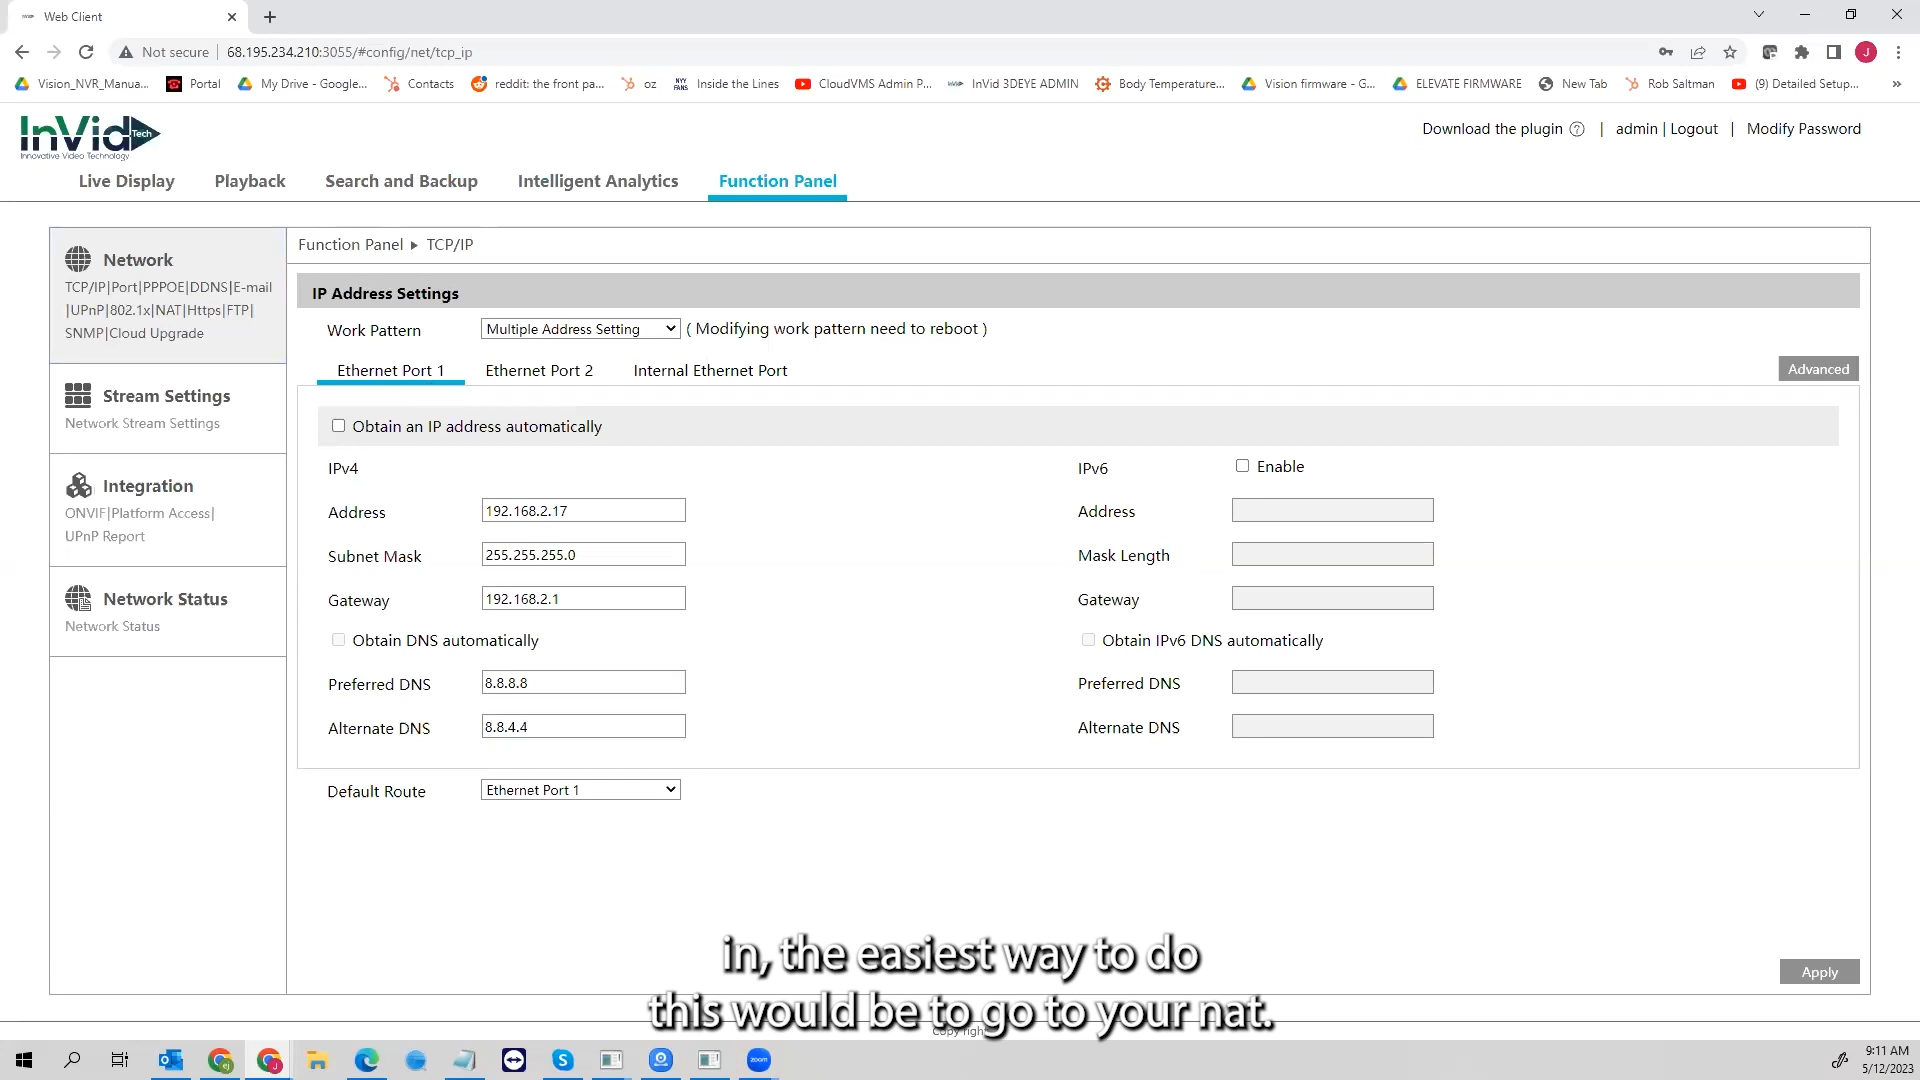 Web Client
Not secure | 68.195.234.210:3055/#config/net/tcp_ip
J
Vision_NVR_Manua... Portal My Drive - Google... Contacts reddit: the front pa... oz Inside the Lines CloudVMS Admin P... InVid 3DEYE ADMIN Body Temperature... Vision firmware - G... ELEVATE FIRMWARE New Tab Rob Saltman (9) Detailed Setup... »
InVid Tech
Innovative Video Technology
Download the plugin ? | admin | Logout | Modify Password
Live Display Playback Search and Backup Intelligent Analytics Function Panel
Network
TCP/IP|Port|PPPOE|DDNS|E-mail
|UPnP|802.1x|NAT|Https|FTP|
SNMP|Cloud Upgrade
Stream Settings
Network Stream Settings
Integration
ONVIF|Platform Access|
UPnP Report
Network Status
Network Status
Function Panel ▸ TCP/IP
IP Address Settings
Work Pattern Multiple Address Setting ( Modifying work pattern need to reboot )
Ethernet Port 1 Ethernet Port 2 Internal Ethernet Port Advanced
Obtain an IP address automatically
IPv4 IPv6 Enable
Address 192.168.2.17 Address
Subnet Mask 255.255.255.0 Mask Length
Gateway 192.168.2.1 Gateway
Obtain DNS automatically Obtain IPv6 DNS automatically
Preferred DNS 8.8.8.8 Preferred DNS
Alternate DNS 8.8.4.4 Alternate DNS
Default Route Ethernet Port 1
in, the easiest way to do
this would be to go to your nat.
Apply
9:11 AM
5/12/2023